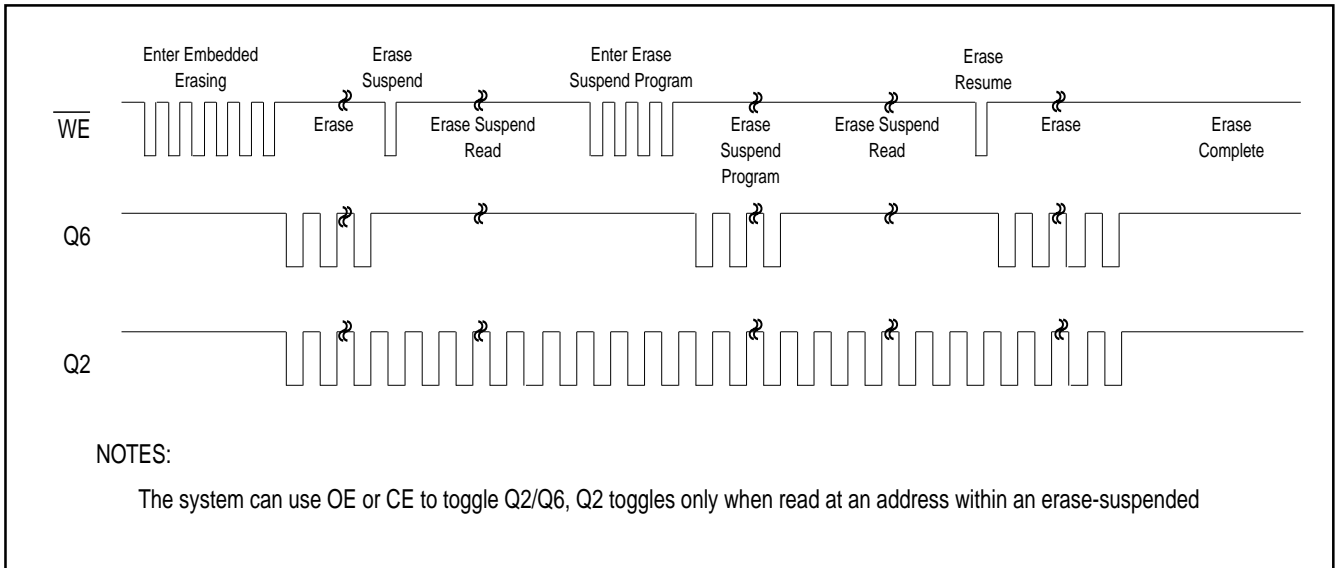 Enter Embedded
Erasing
Erase
Suspend
Enter Erase
Suspend Program
Erase
Resume
WE
Erase
Erase Suspend
Read
Erase
Suspend
Program
Erase Suspend
Read
Erase
Erase
Complete
Q6
Q2
NOTES:
The system can use OE or CE to toggle Q2/Q6, Q2 toggles only when read at an address within an erase-suspended